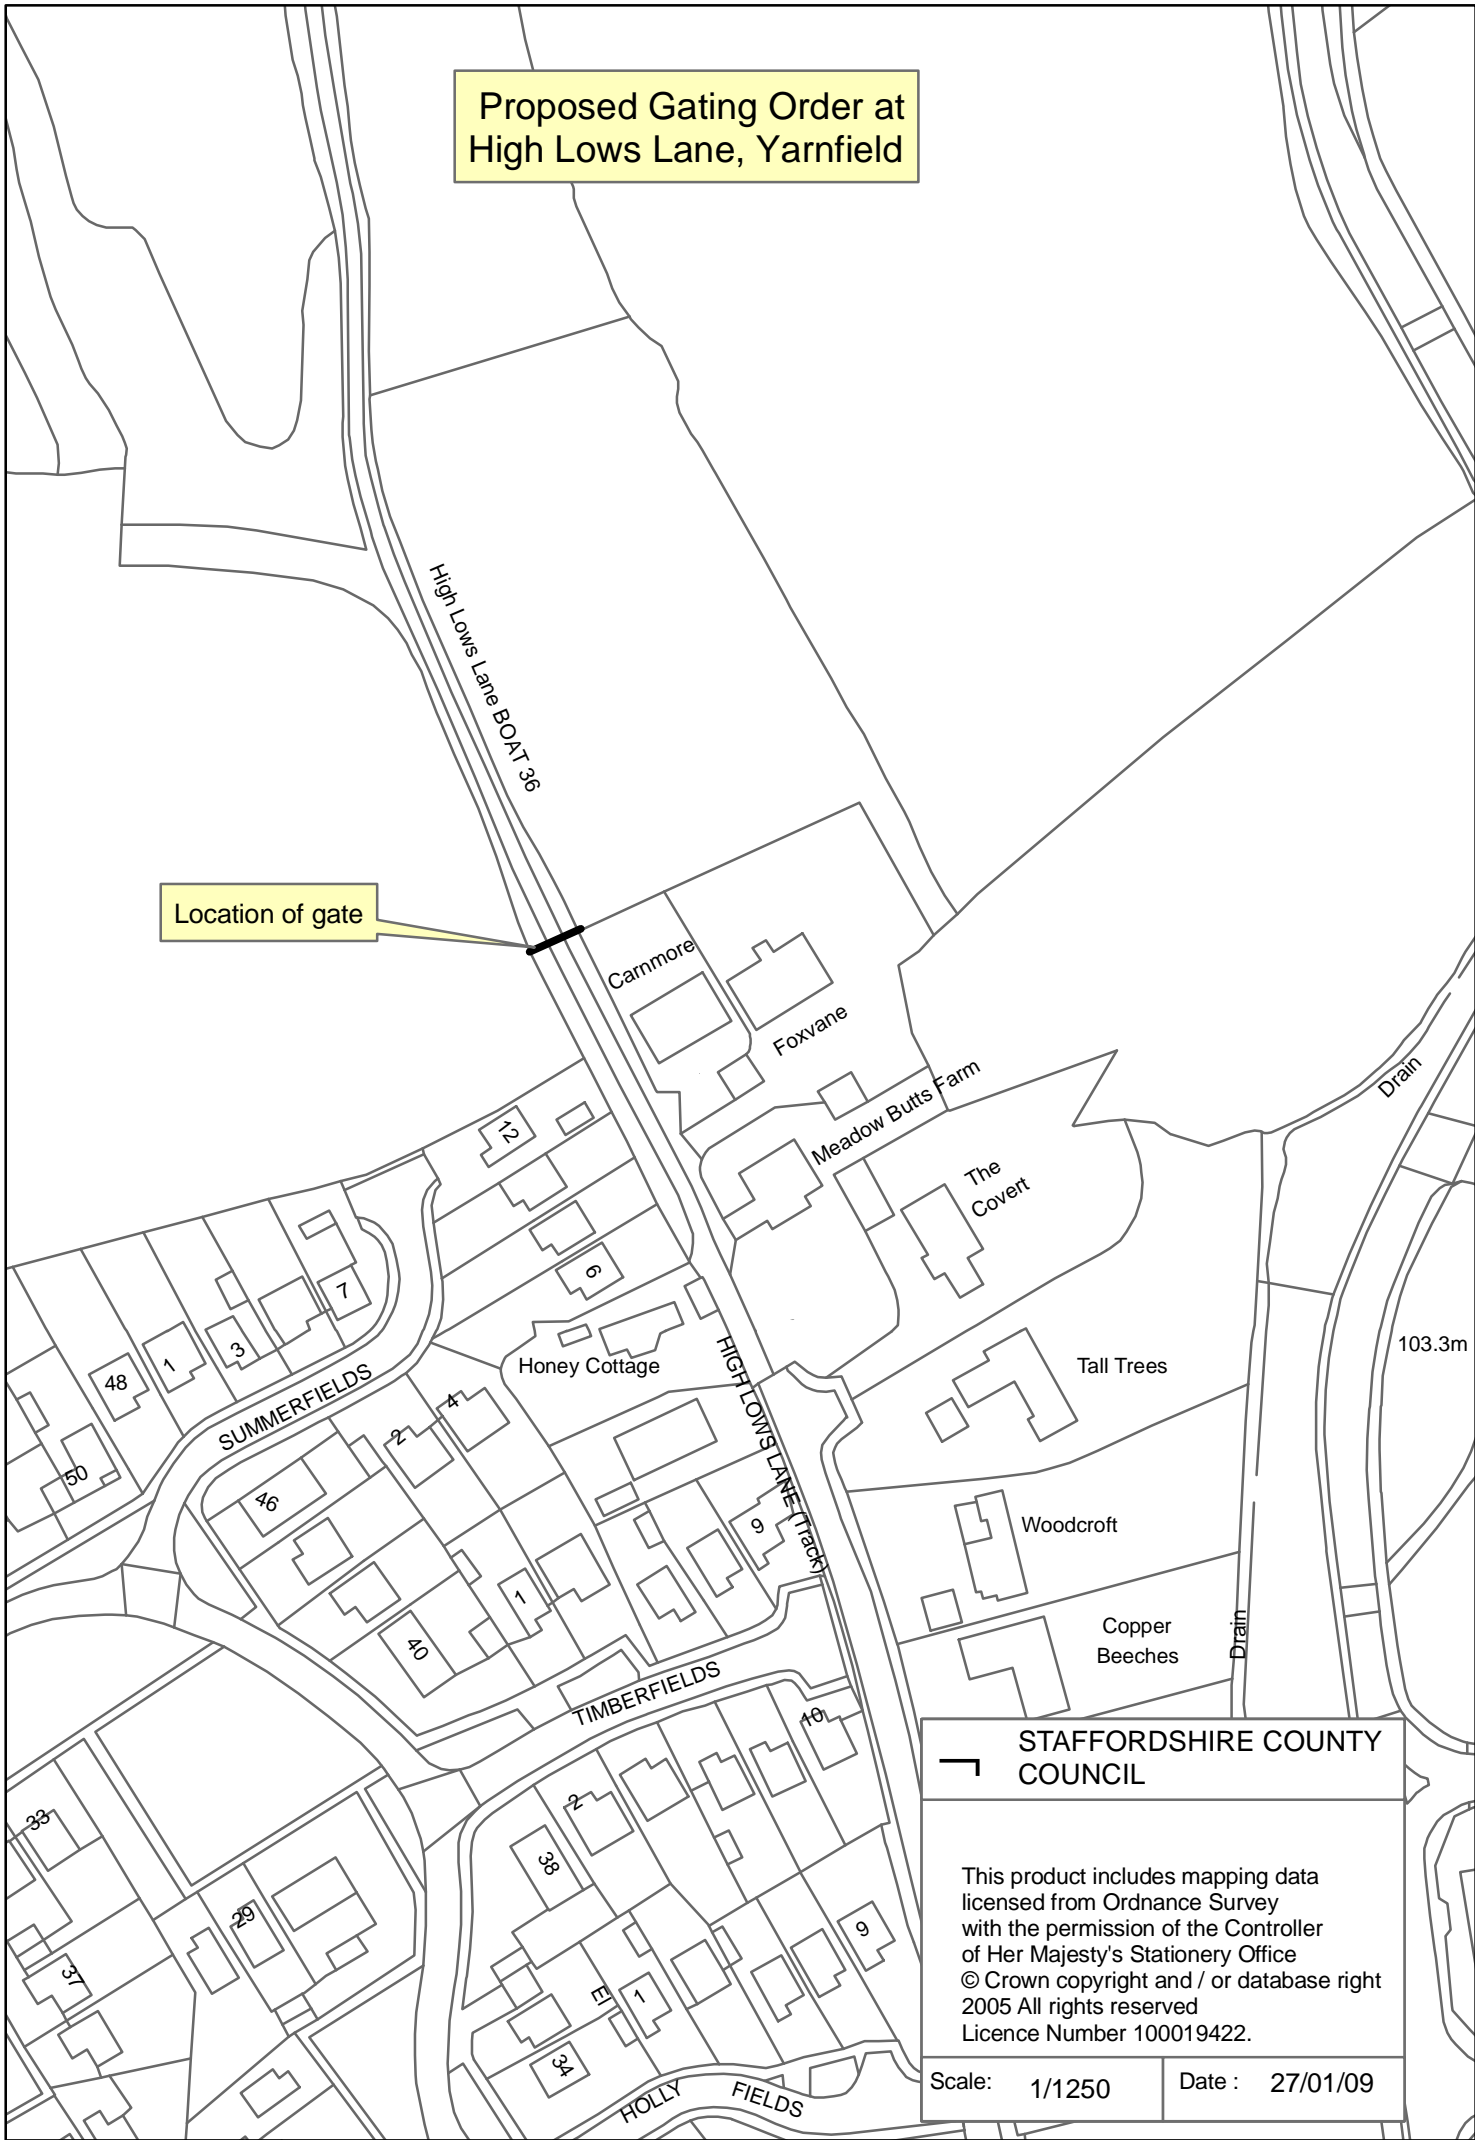 Proposed Gating Order at
High Lows Lane, Yarnfield
High Lows Lane BOAT 36
Location of gate
Carnmore
Foxvane
Meadow Butts Farm
The
Covert
Drain
12
6
7
3
1
48
50
SUMMERFIELDS
Honey Cottage
HIGH LOWS LANE (Track)
Tall Trees
103.3m
4
2
46
9
Woodcroft
1
40
Copper
Beeches
Drain
TIMBERFIELDS
10
2
38
33
29
37
9
El
1
34
HOLLY FIELDS
STAFFORDSHIRE COUNTY
COUNCIL
This product includes mapping data
licensed from Ordnance Survey
with the permission of the Controller
of Her Majesty's Stationery Office
© Crown copyright and / or database right
2005 All rights reserved
Licence Number 100019422.
Scale: 1/1250
Date : 27/01/09